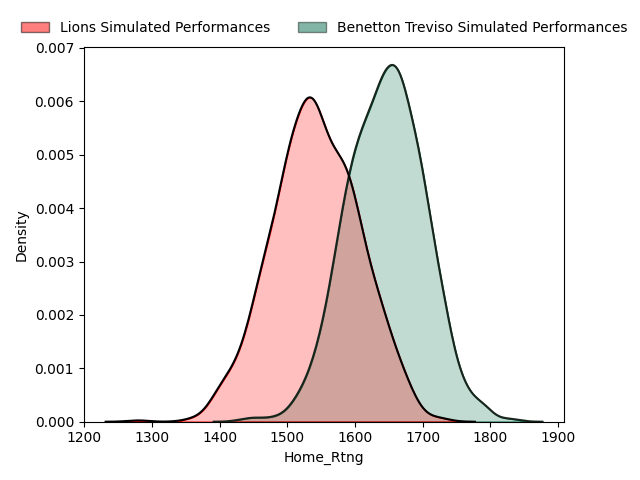 Lions Simulated Performances
Benetton Treviso Simulated Performances
0.007
0.006
0.005
0.004
0.003
0.002
0.001
0.000
Density
1200 1300 1400 1500 1600 1700 1800 1900
Home_Rtng